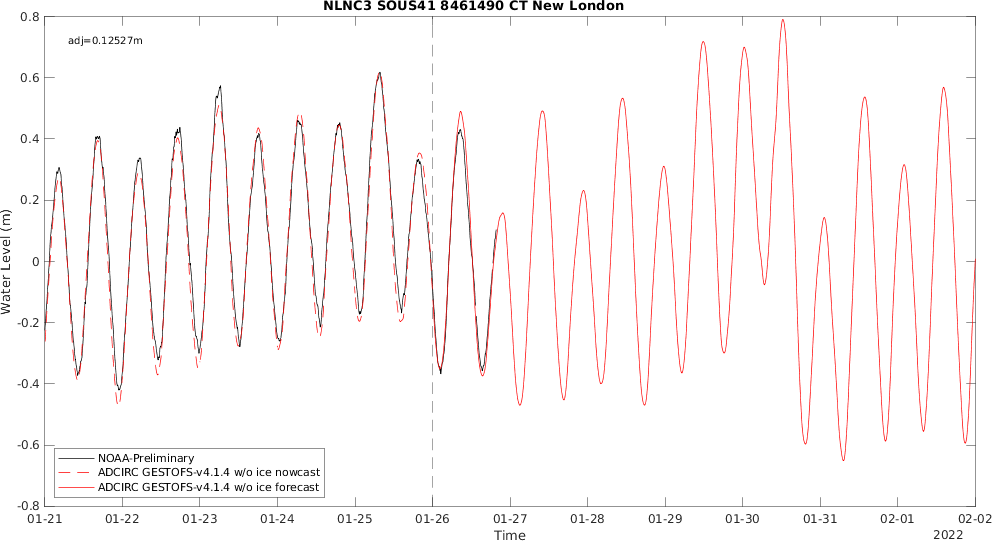 NLNC3 SOUS41 8461490 CT New London
adj=0.12527m
Water Level (m)
0.8
0.6
0.4
0.2
0
-0.2
-0.4
-0.6
-0.8
NOAA-Preliminary
ADCIRC GESTOFS-v4.1.4 w/o ice nowcast
ADCIRC GESTOFS-v4.1.4 w/o ice forecast
01-21 01-22 01-23 01-24 01-25 01-26 01-27 01-28 01-29 01-30 01-31 02-01 02-02
Time
2022